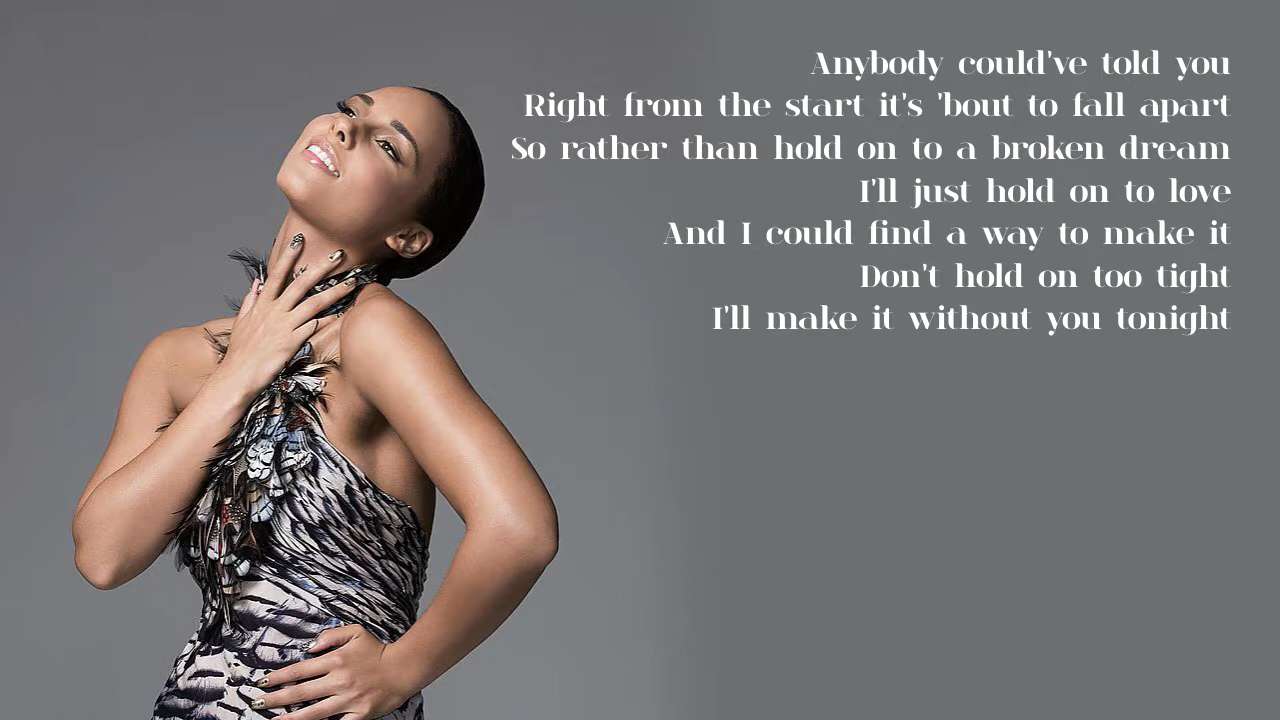 Anybody could've told you
Right from the start it's 'bout to fall apart
So rather than hold on to a broken dream
I'll just hold on to love
And I could find a way to make it
Don't hold on too tight
I'll make it without you tonight